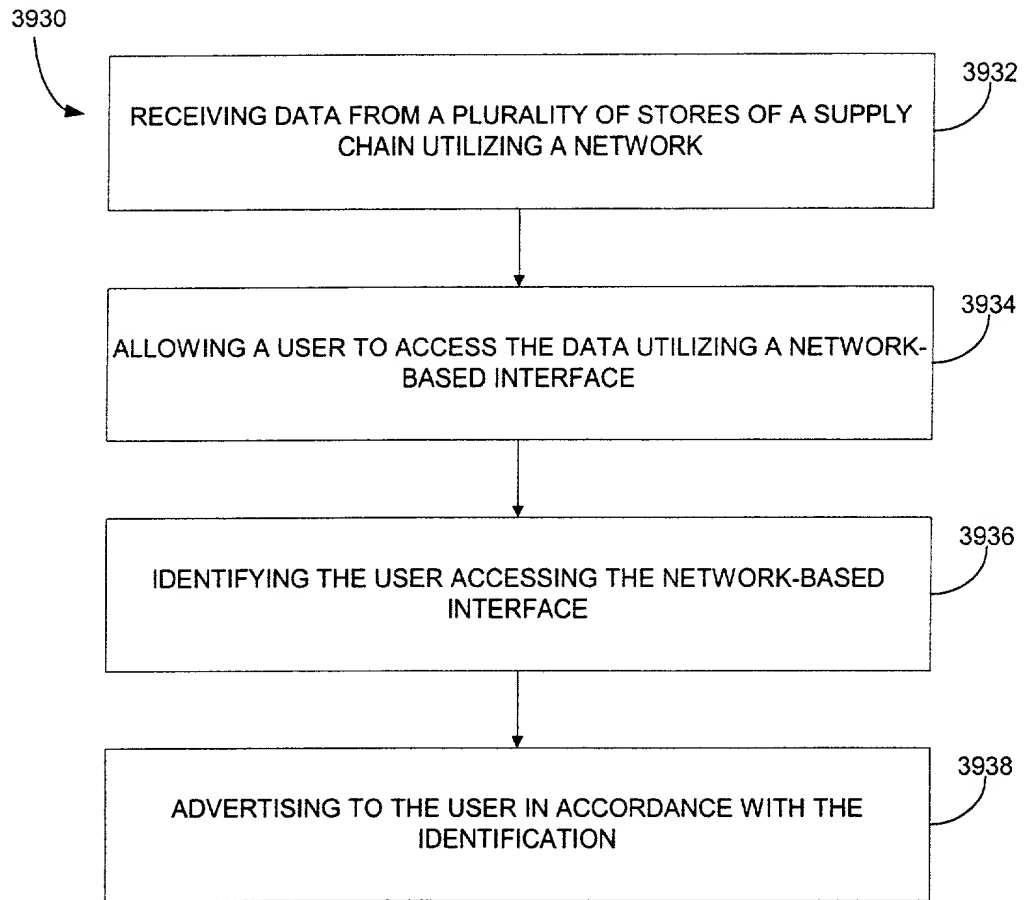 3930
3932
RECEIVING DATA FROM A PLURALITY OF STORES OF A SUPPLY
CHAIN UTILIZING A NETWORK
3934
ALLOWING A USER TO ACCESS THE DATA UTILIZING A NETWORK-
BASED INTERFACE
3936
IDENTIFYING THE USER ACCESSING THE NETWORK-BASED
INTERFACE
3938
ADVERTISING TO THE USER IN ACCORDANCE WITH THE
IDENTIFICATION